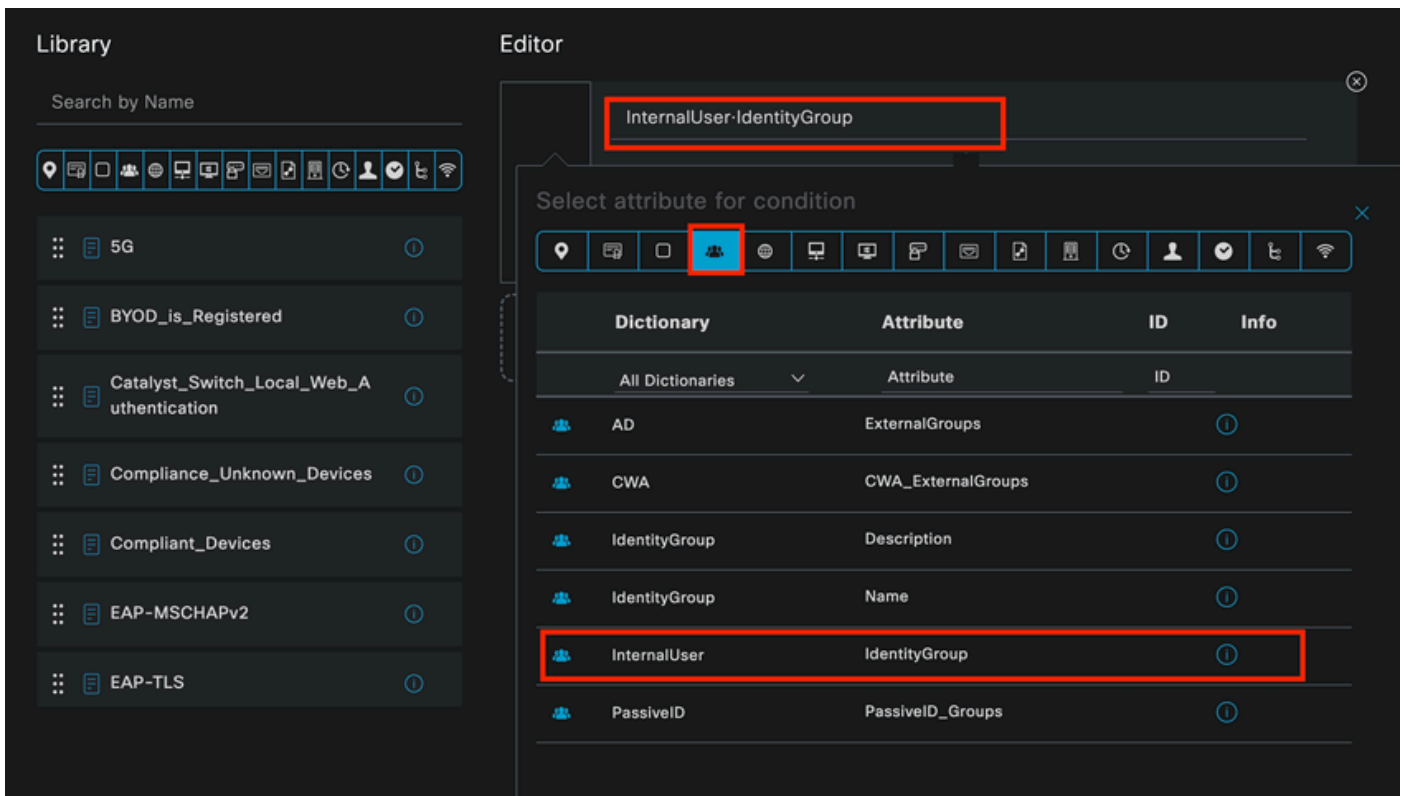 Library
Search by Name
5G
BYOD_is_Registered
Catalyst_Switch_Local_Web_A
uthentication
Compliance_Unknown_Devices
Compliant_Devices
EAP-MSCHAPv2
EAP-TLS
Editor
InternalUser·IdentityGroup
Select attribute for condition
Dictionary Attribute ID Info
All Dictionaries Attribute ID
AD ExternalGroups
CWA CWA_ExternalGroups
IdentityGroup Description
IdentityGroup Name
InternalUser IdentityGroup
PassiveID PassiveID_Groups